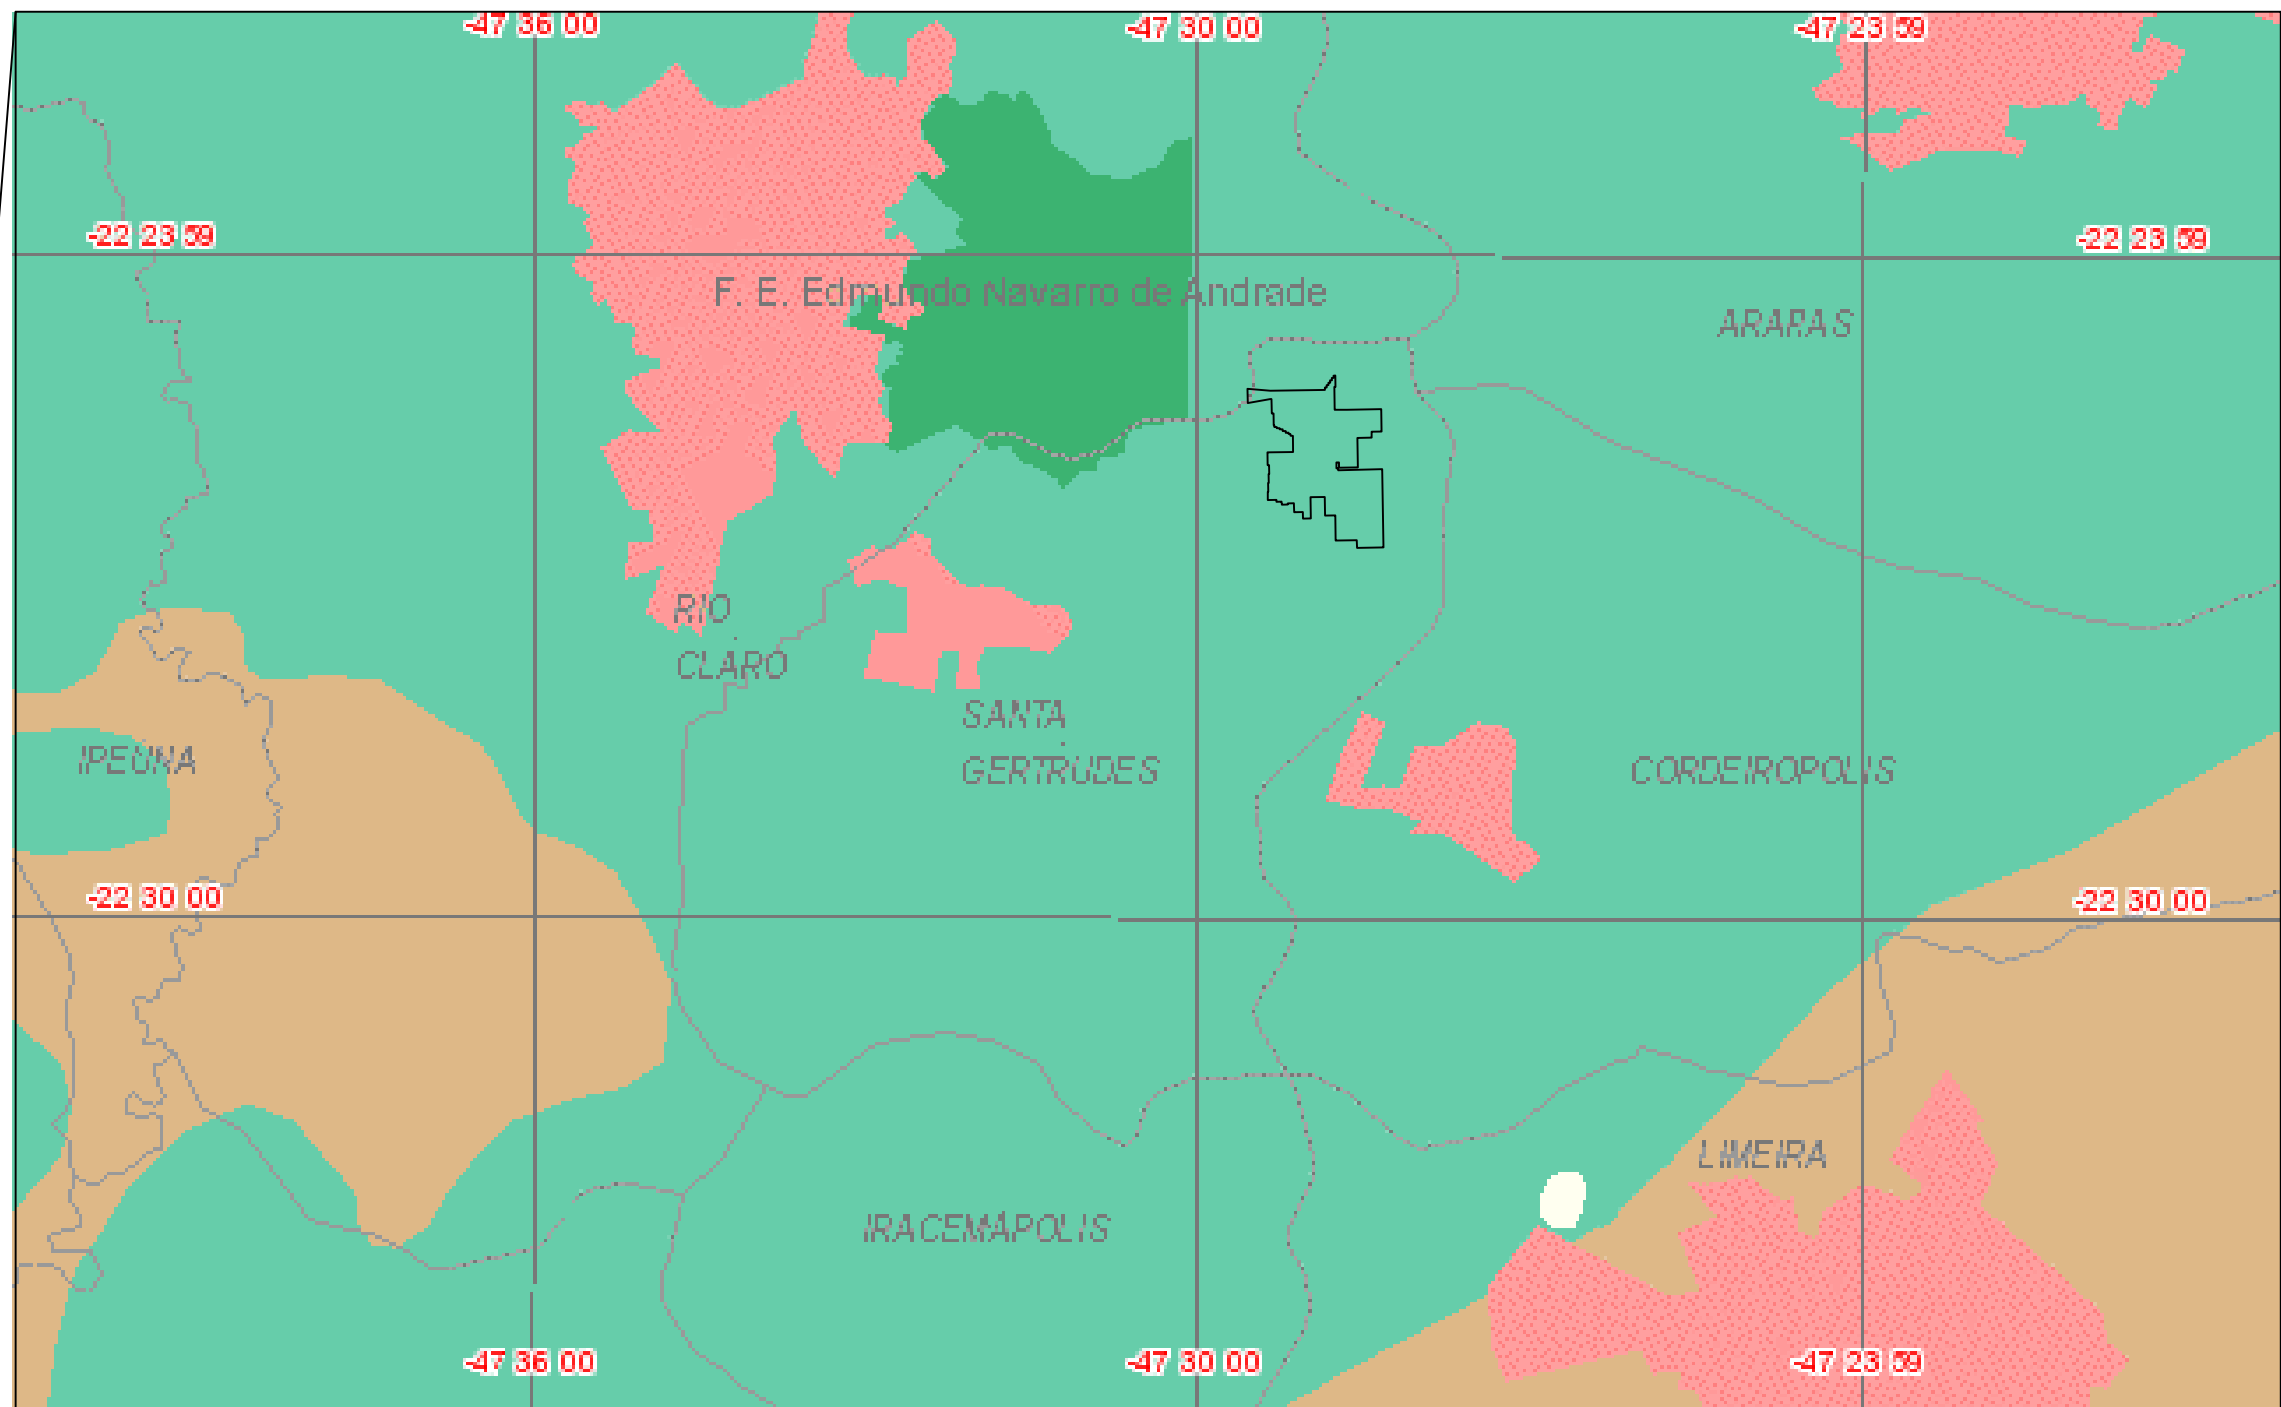 -47 36 00
-47 30 00
-47 23 59
-22 23 59
-22 23 59
F. E. Edmundo Navarro de Andrade
ARARAS
RIO
CLARO
SANTA
GERTRUDES
IPEUNA
CORDEIROPOLIS
-22 30 00
-22 30 00
LIMEIRA
IRACEMAPOLIS
-47 36 00
-47 30 00
-47 23 59